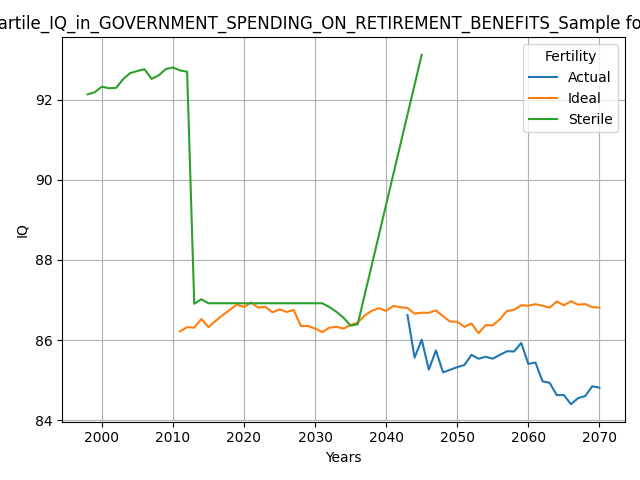 artile_IQ_in_GOVERNMENT_SPENDING_ON_RETIREMENT_BENEFITS_Sample fo
Fertility
Actual
Ideal
Sterile
IQ
92
90
88
86
84
2000 2010 2020 2030 2040 2050 2060 2070
Years